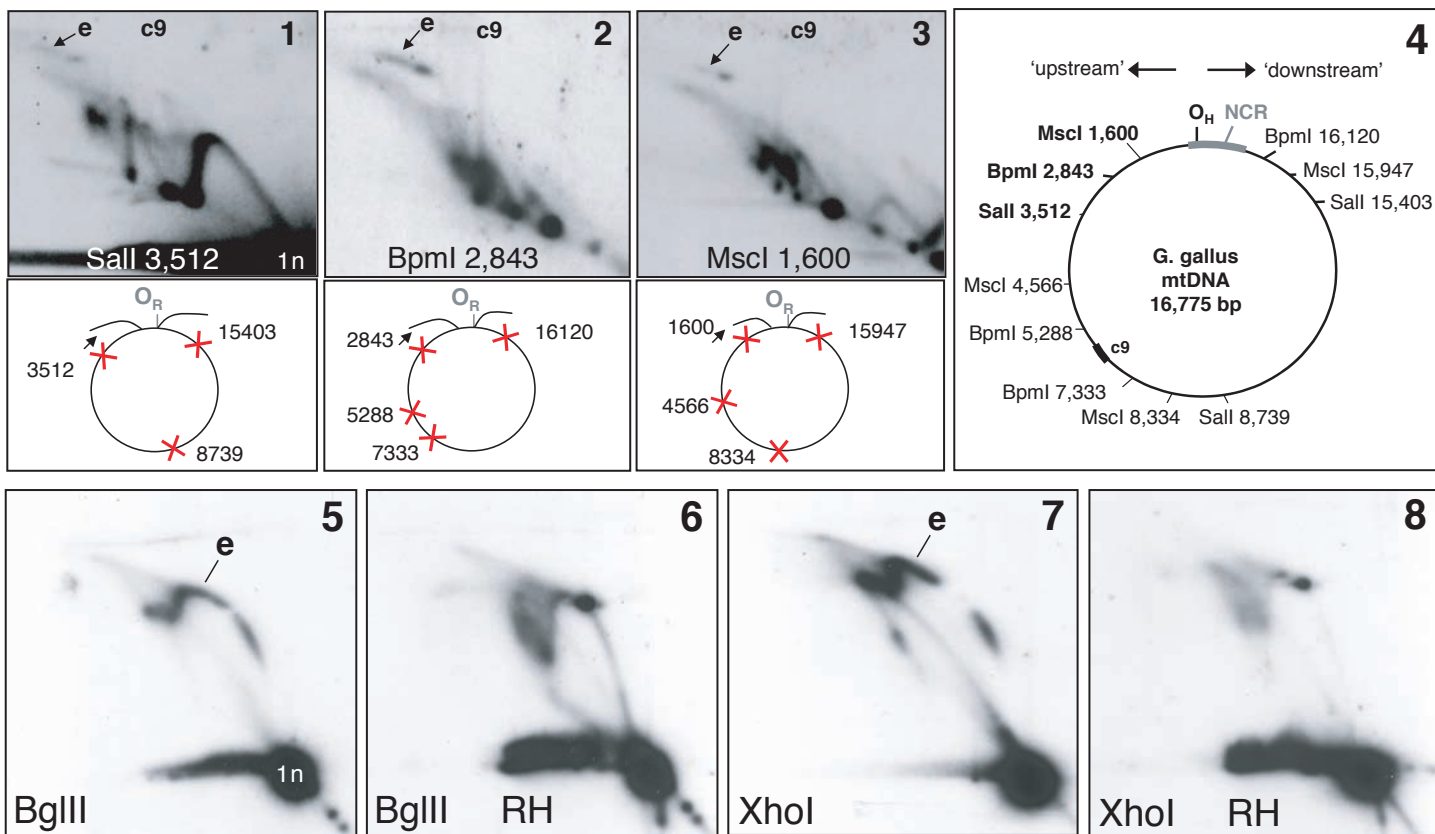 e c9 1
SalI 3,512 1n
e c9 2
BpmI 2,843
e c9 3
MscI 1,600
4
'upstream' 'downstream'
OH NCR
MscI 1,600
BpmI 16,120
BpmI 2,843
MscI 15,947
SalI 3,512
SalI 15,403
G. gallus
mtDNA
16,775 bp
MscI 4,566
BpmI 5,288
c9
BpmI 7,333
MscI 8,334
SalI 8,739
OR
15403
3512
8739
OR
2843
16120
5288
7333
OR
1600
15947
4566
8334
5
e
1n
BglII
6
BglII RH
7
e
XhoI
8
XhoI RH